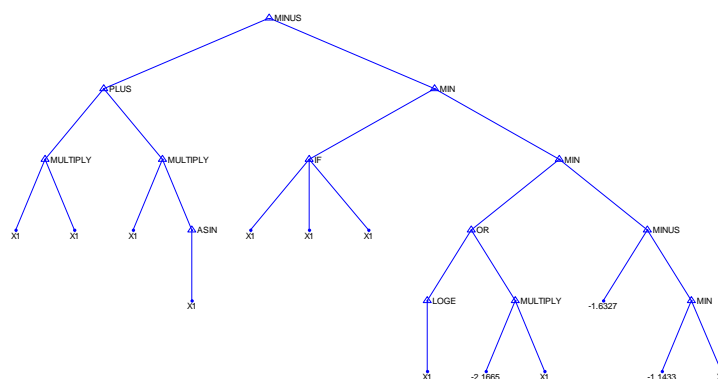 MINUS
PLUS MIN
MULTIPLY MULTIPLY IF MIN
X1 X1 X1 ASIN X1 X1 X1 OR MINUS
X1 LOGE MULTIPLY -1.6327 MIN
X1 -2.1665 X1 -1.1433